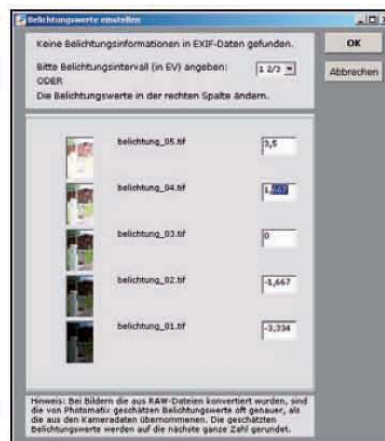 Belichtungswerte einstellen
Keine Belichtungsinformationen in EXIF-Daten gefunden.
OK
Bitte Belichtungsintervall (in EV) angeben:
1 2/3
Abbrechen
ODER
Die Belichtungswerte in der rechten Spalte ändern.
belichtung_05.tif
3,5
belichtung_04.tif
1,667
belichtung_03.tif
0
belichtung_02.tif
-1,667
belichtung_01.tif
-3,334
Hinweis: Bei Bildern die aus RAW-Dateien konvertiert wurden, sind
die von Photomatix geschätzen Belichtungswerte oft genauer, als
die aus den Kameradaten übernommenen. Die geschätzten
Belichtungswerte werden auf die nächste ganze Zahl gerundet.